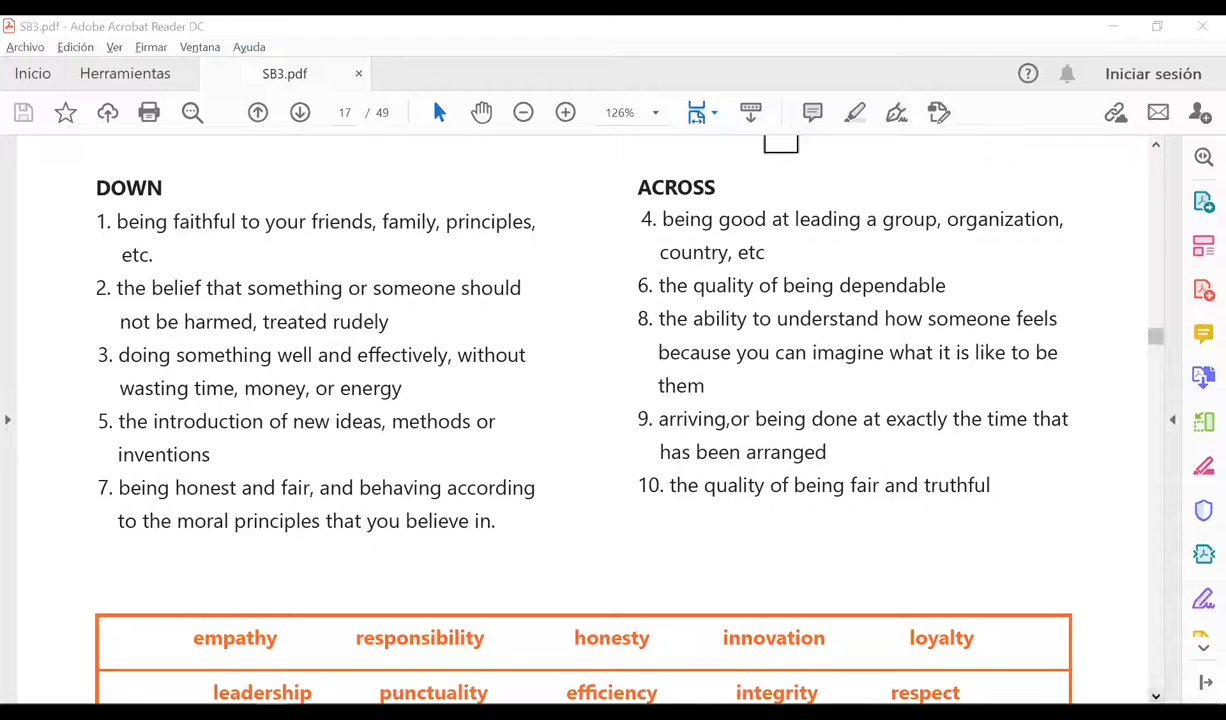 SB3.pdf - Adobe Acrobat Reader DC
Archivo Edición Ver Firmar Ventana Ayuda
Inicio Herramientas SB3.pdf × Iniciar sesión
17 / 49 126%
DOWN
1. being faithful to your friends, family, principles,
etc.
2. the belief that something or someone should
not be harmed, treated rudely
3. doing something well and effectively, without
wasting time, money, or energy
5. the introduction of new ideas, methods or
inventions
7. being honest and fair, and behaving according
to the moral principles that you believe in.
ACROSS
4. being good at leading a group, organization,
country, etc
6. the quality of being dependable
8. the ability to understand how someone feels
because you can imagine what it is like to be
them
9. arriving,or being done at exactly the time that
has been arranged
10. the quality of being fair and truthful
empathy responsibility honesty innovation loyalty
leadership punctuality efficiency integrity respect